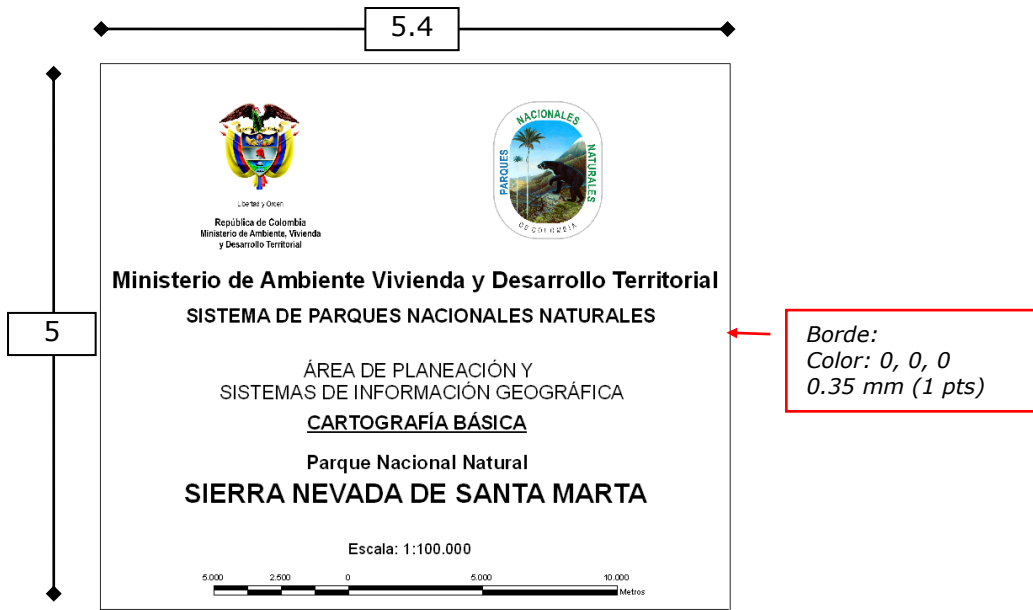 5.4
5
Libertad y Orden
República de Colombia
Ministerio de Ambiente, Vivienda
y Desarrollo Territorial
PARQUES NACIONALES NATURALES
DE COLOMBIA
Ministerio de Ambiente Vivienda y Desarrollo Territorial
SISTEMA DE PARQUES NACIONALES NATURALES
ÁREA DE PLANEACIÓN Y
SISTEMAS DE INFORMACIÓN GEOGRÁFICA
CARTOGRAFÍA BÁSICA
Parque Nacional Natural
SIERRA NEVADA DE SANTA MARTA
Escala: 1:100.000
5.000 2.500 0 5.000 10.000
Metros
Borde:
Color: 0, 0, 0
0.35 mm (1 pts)